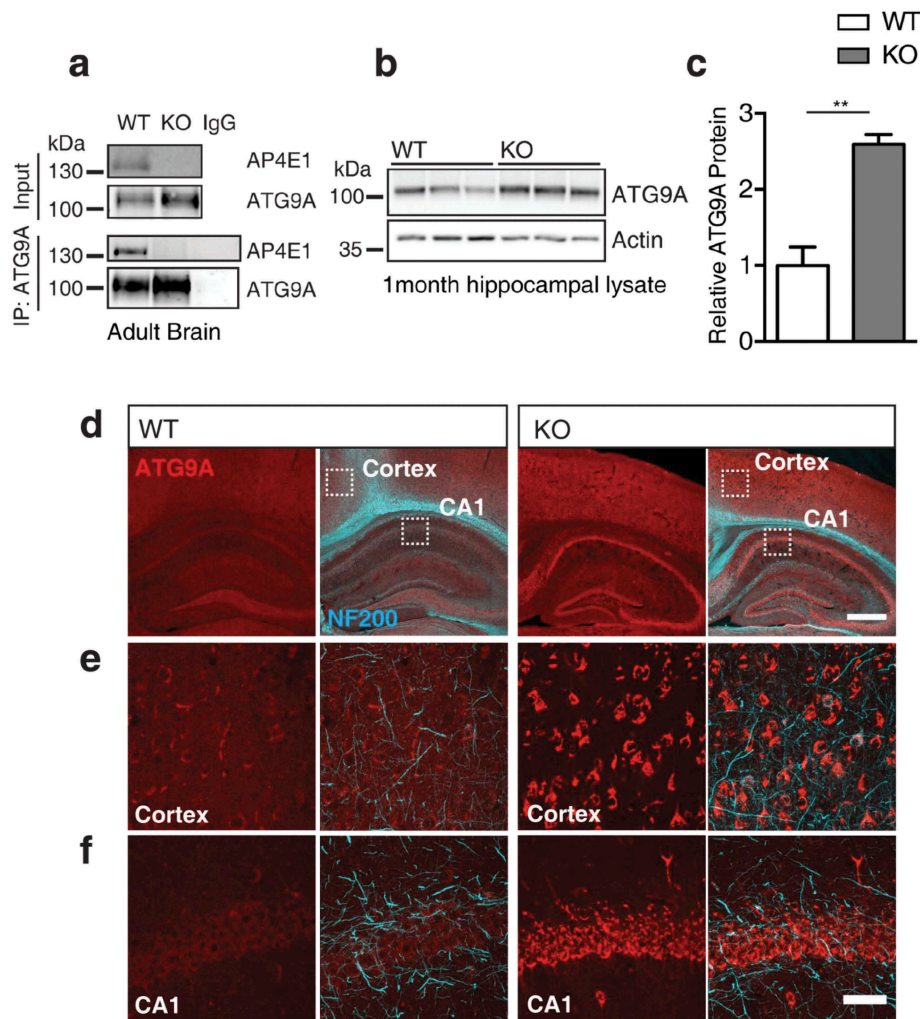 WT
KO
a
WT KO IgG
kDa
Input
130
AP4E1
100
ATG9A
IP: ATG9A
130
AP4E1
100
ATG9A
Adult Brain
b
WT KO
kDa
100
ATG9A
35
Actin
1month hippocampal lysate
c
**
Relative ATG9A Protein
3
2
1
0
d
WT
KO
ATG9A
Cortex
CA1
NF200
Cortex
CA1
e
Cortex
Cortex
f
CA1
CA1